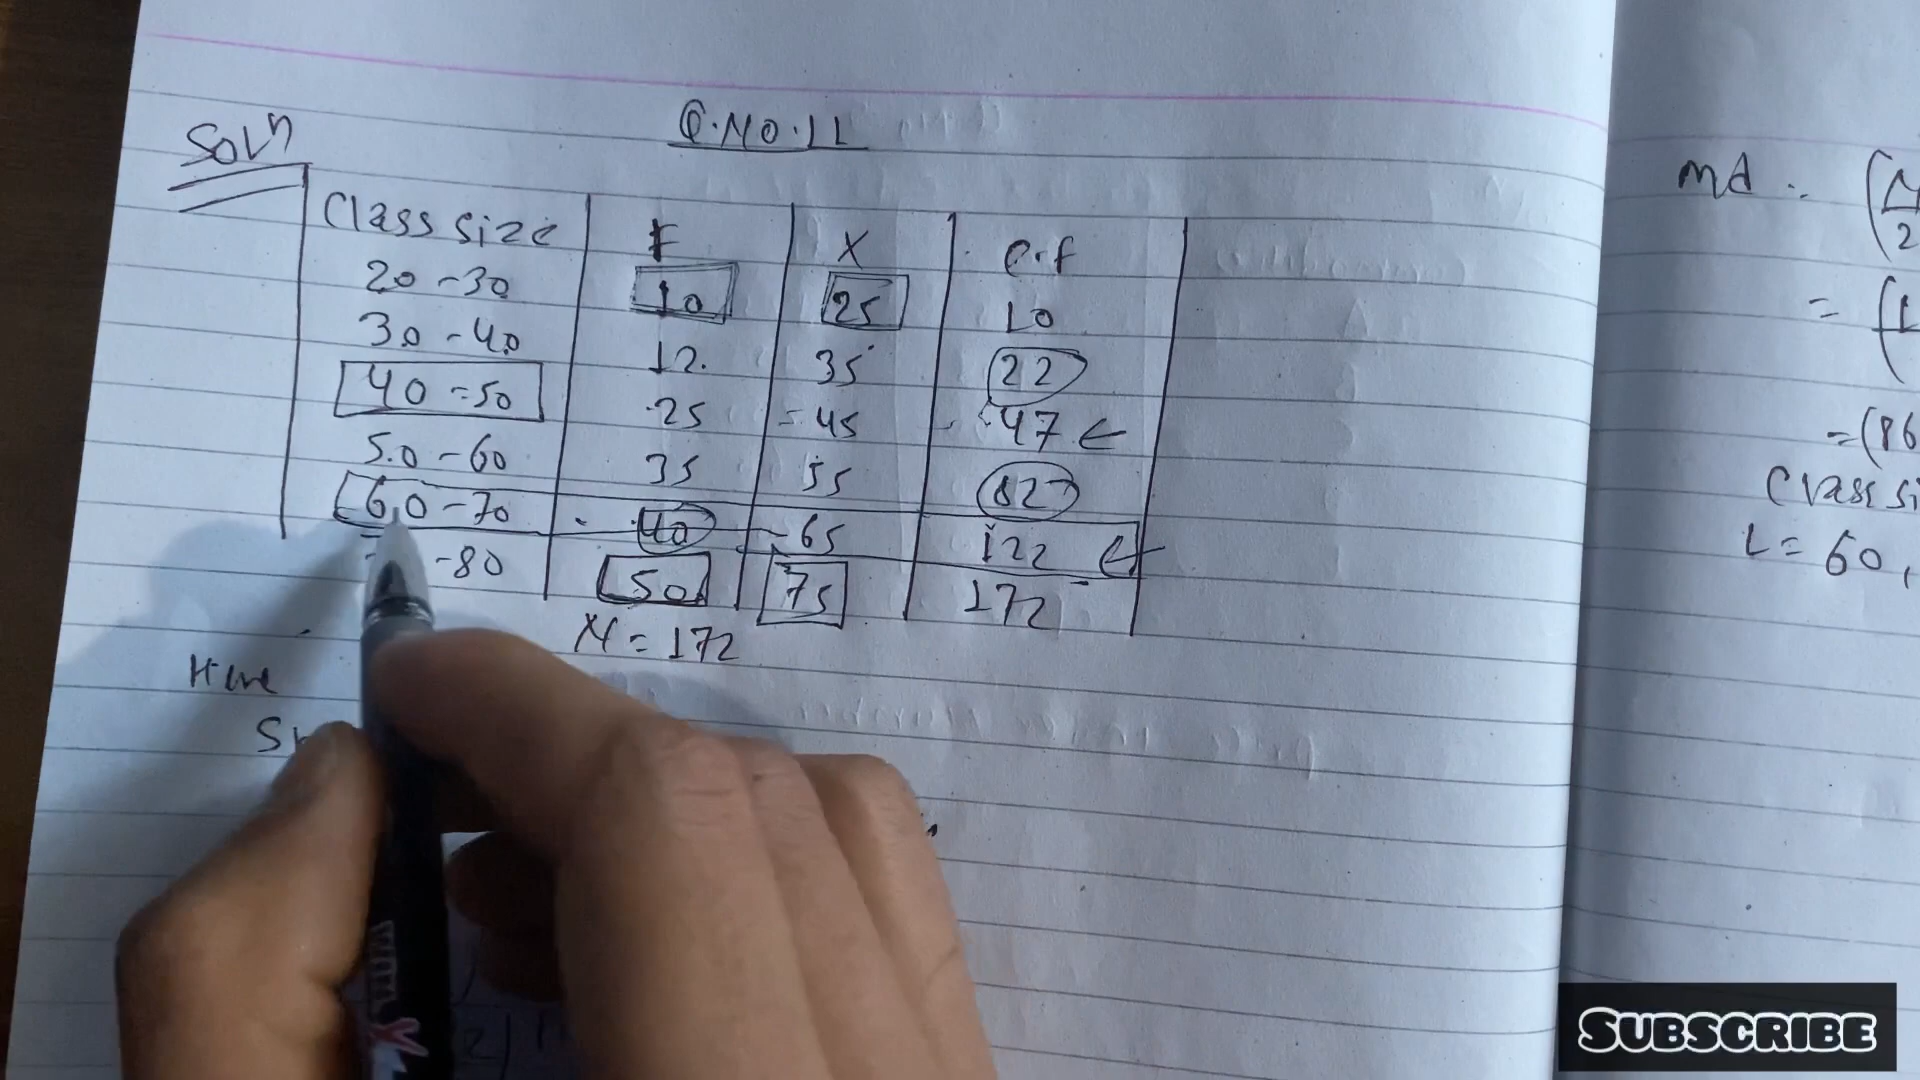 Q.NO.11
Solⁿ
Class size F X C.f
20-30 10 25 10
30-40 12 35 22
40-50 25 45 47
50-60 35 55 82
60-70 40 65 122
-80 50 75 172
N = 172
Here
Md =
= (
=(86
Class si
L = 60,
SUBSCRIBE